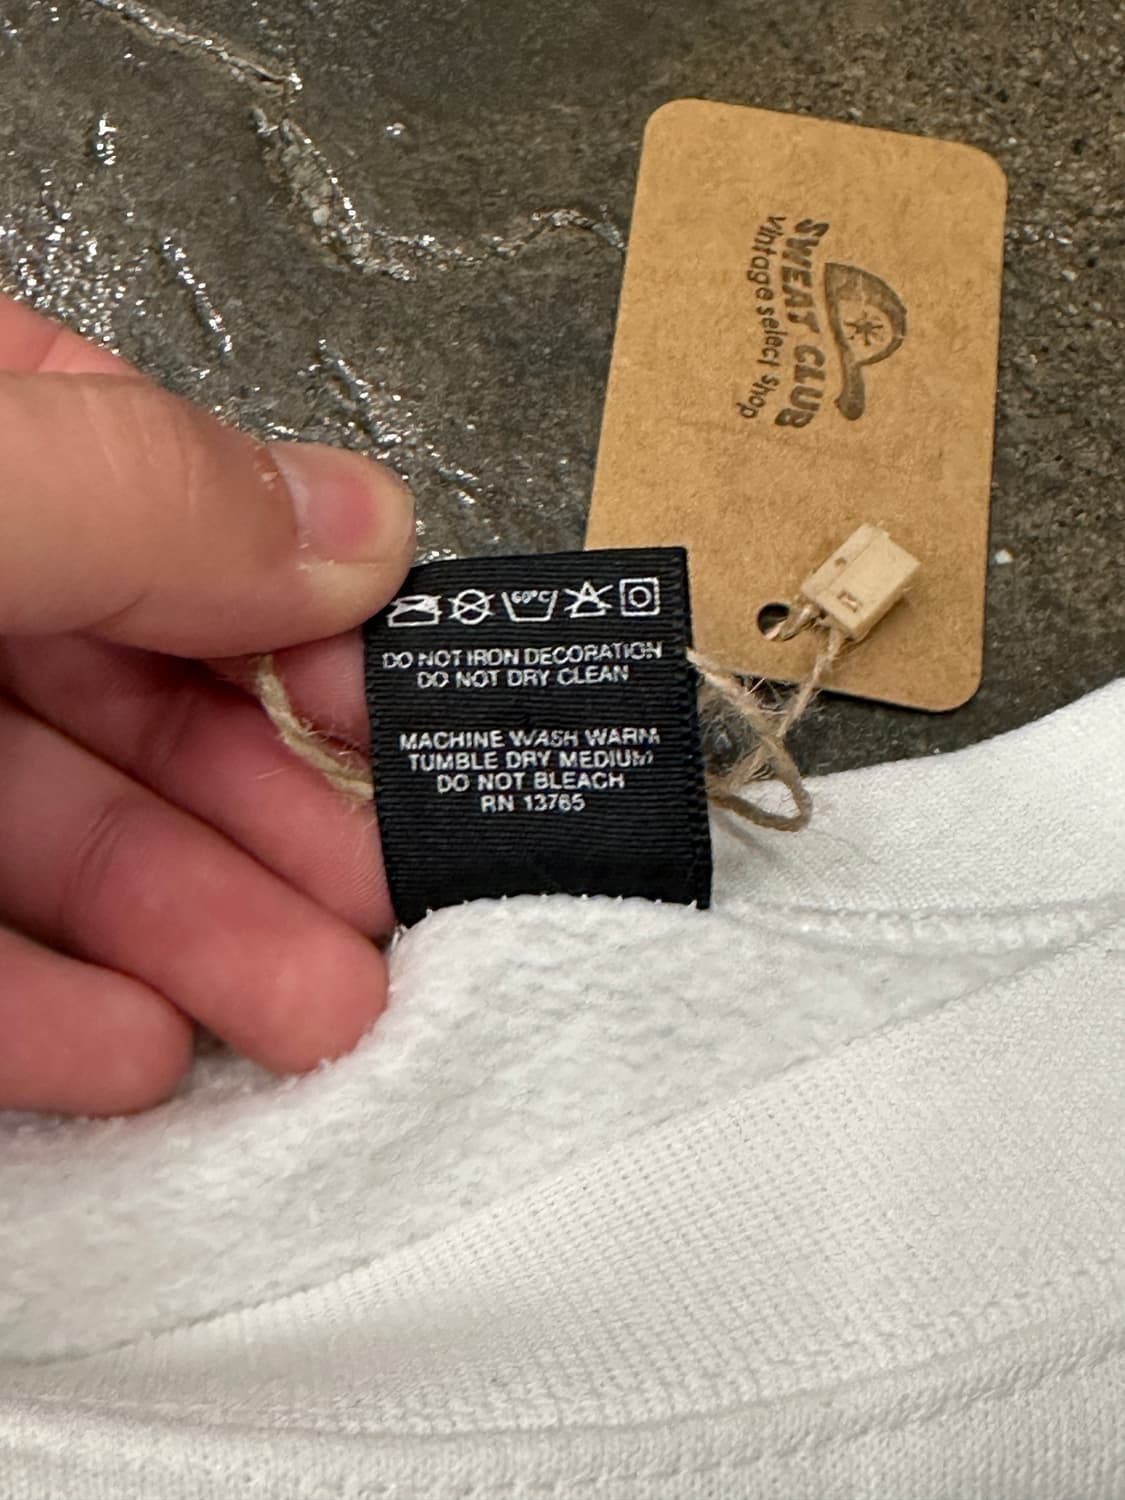 SWEAT CLUB
vintage select shop
60°C
DO NOT IRON DECORATION
DO NOT DRY CLEAN
MACHINE WASH WARM
TUMBLE DRY MEDIUM
DO NOT BLEACH
RN 13765